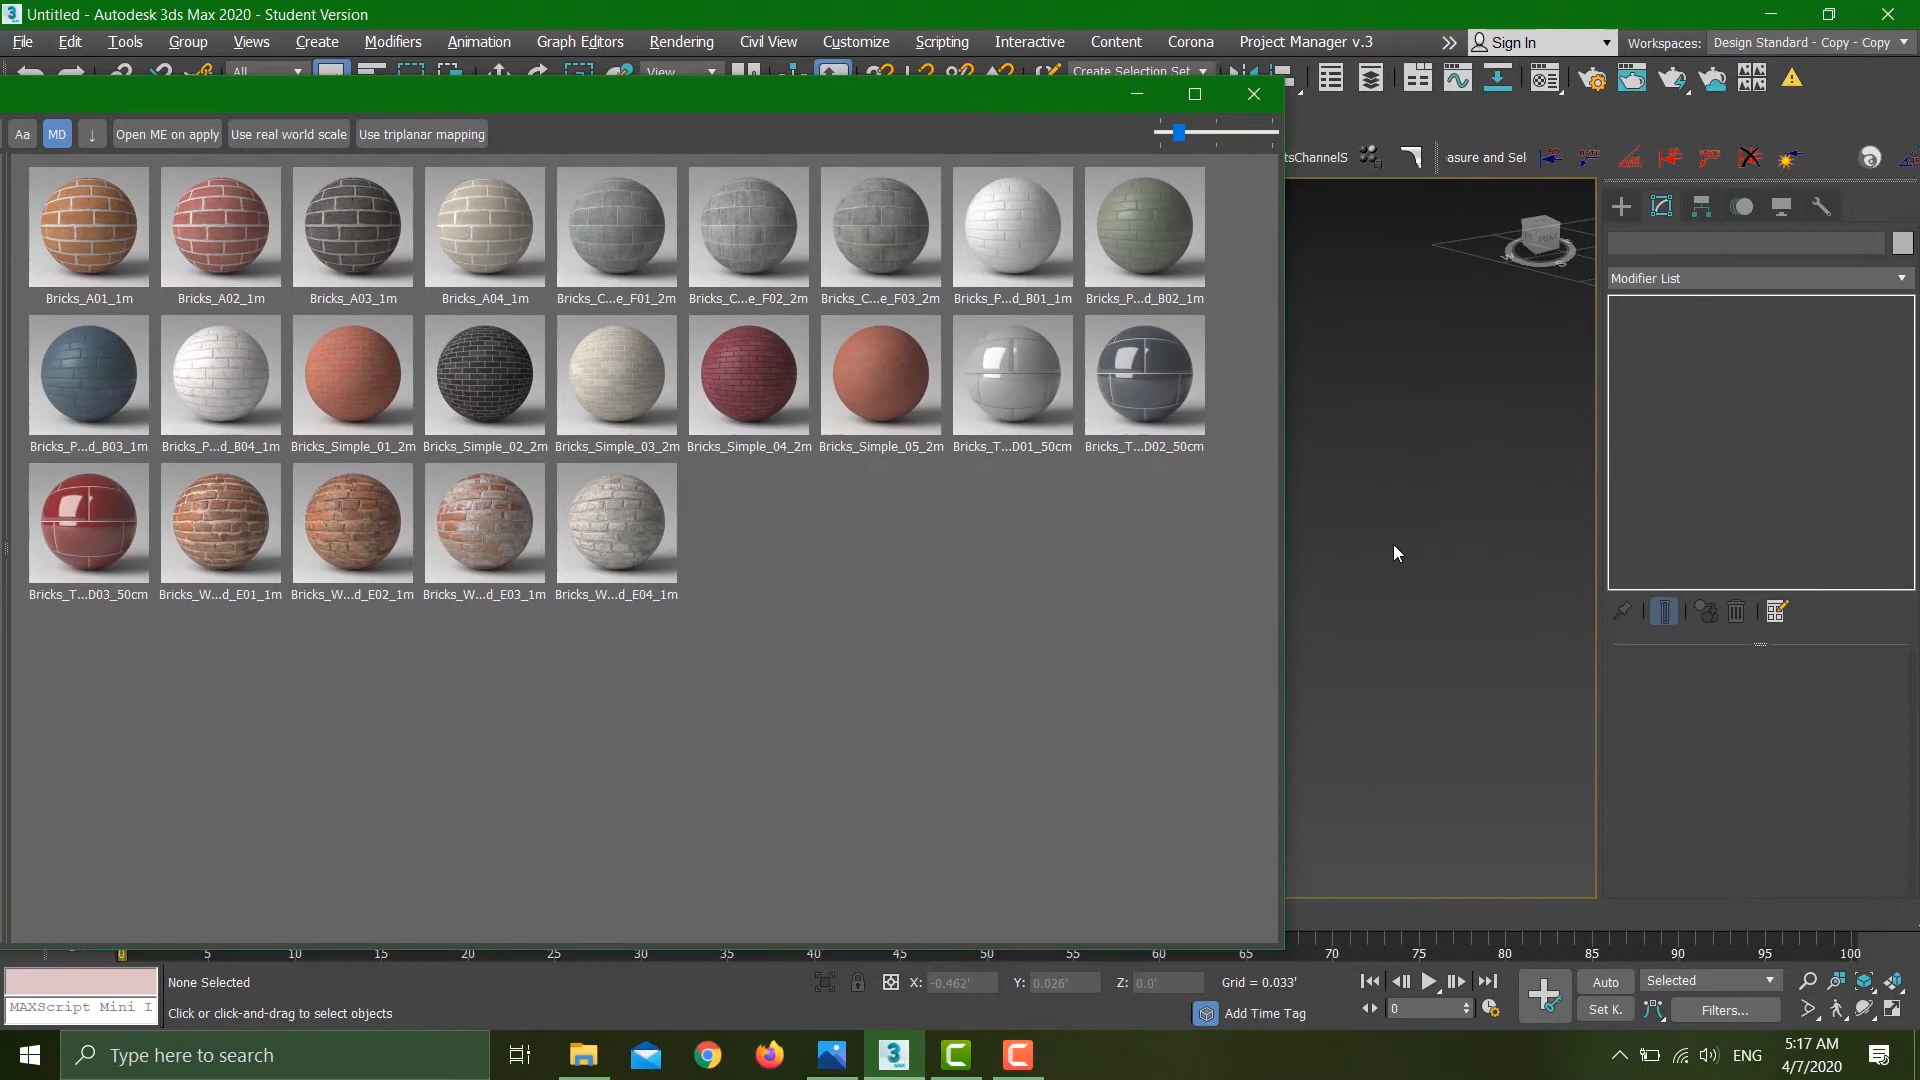 Untitled - Autodesk 3ds Max 2020 - Student Version
File Edit Tools Group Views Create Modifiers Animation Graph Editors Rendering Civil View Customize Scripting Interactive Content Corona Project Manager v.3 Sign In Workspaces: Design Standard - Copy - Copy
All View Create Selection Set
Aa MD ↓ Open ME on apply Use real world scale Use triplanar mapping
tsChannelS asure and Sel
Bricks_A01_1m Bricks_A02_1m Bricks_A03_1m Bricks_A04_1m Bricks_C...e_F01_2m Bricks_C...e_F02_2m Bricks_C...e_F03_2m Bricks_P...d_B01_1m Bricks_P...d_B02_1m
Modifier List
Bricks_P...d_B03_1m Bricks_P...d_B04_1m Bricks_Simple_01_2m Bricks_Simple_02_2m Bricks_Simple_03_2m Bricks_Simple_04_2m Bricks_Simple_05_2m Bricks_T...D01_50cm Bricks_T...D02_50cm
Bricks_T...D03_50cm Bricks_W...d_E01_1m Bricks_W...d_E02_1m Bricks_W...d_E03_1m Bricks_W...d_E04_1m
0 5 10 15 20 25 30 35 40 45 50 55 60 65 70 75 80 85 90 95 100
None Selected X: -0.462' Y: 0.026' Z: 0.0' Grid = 0.033' Auto Selected
MAXScript Mini I Click or click-and-drag to select objects Add Time Tag 0 Set K. Filters...
Type here to search ENG 5:17 AM
4/7/2020